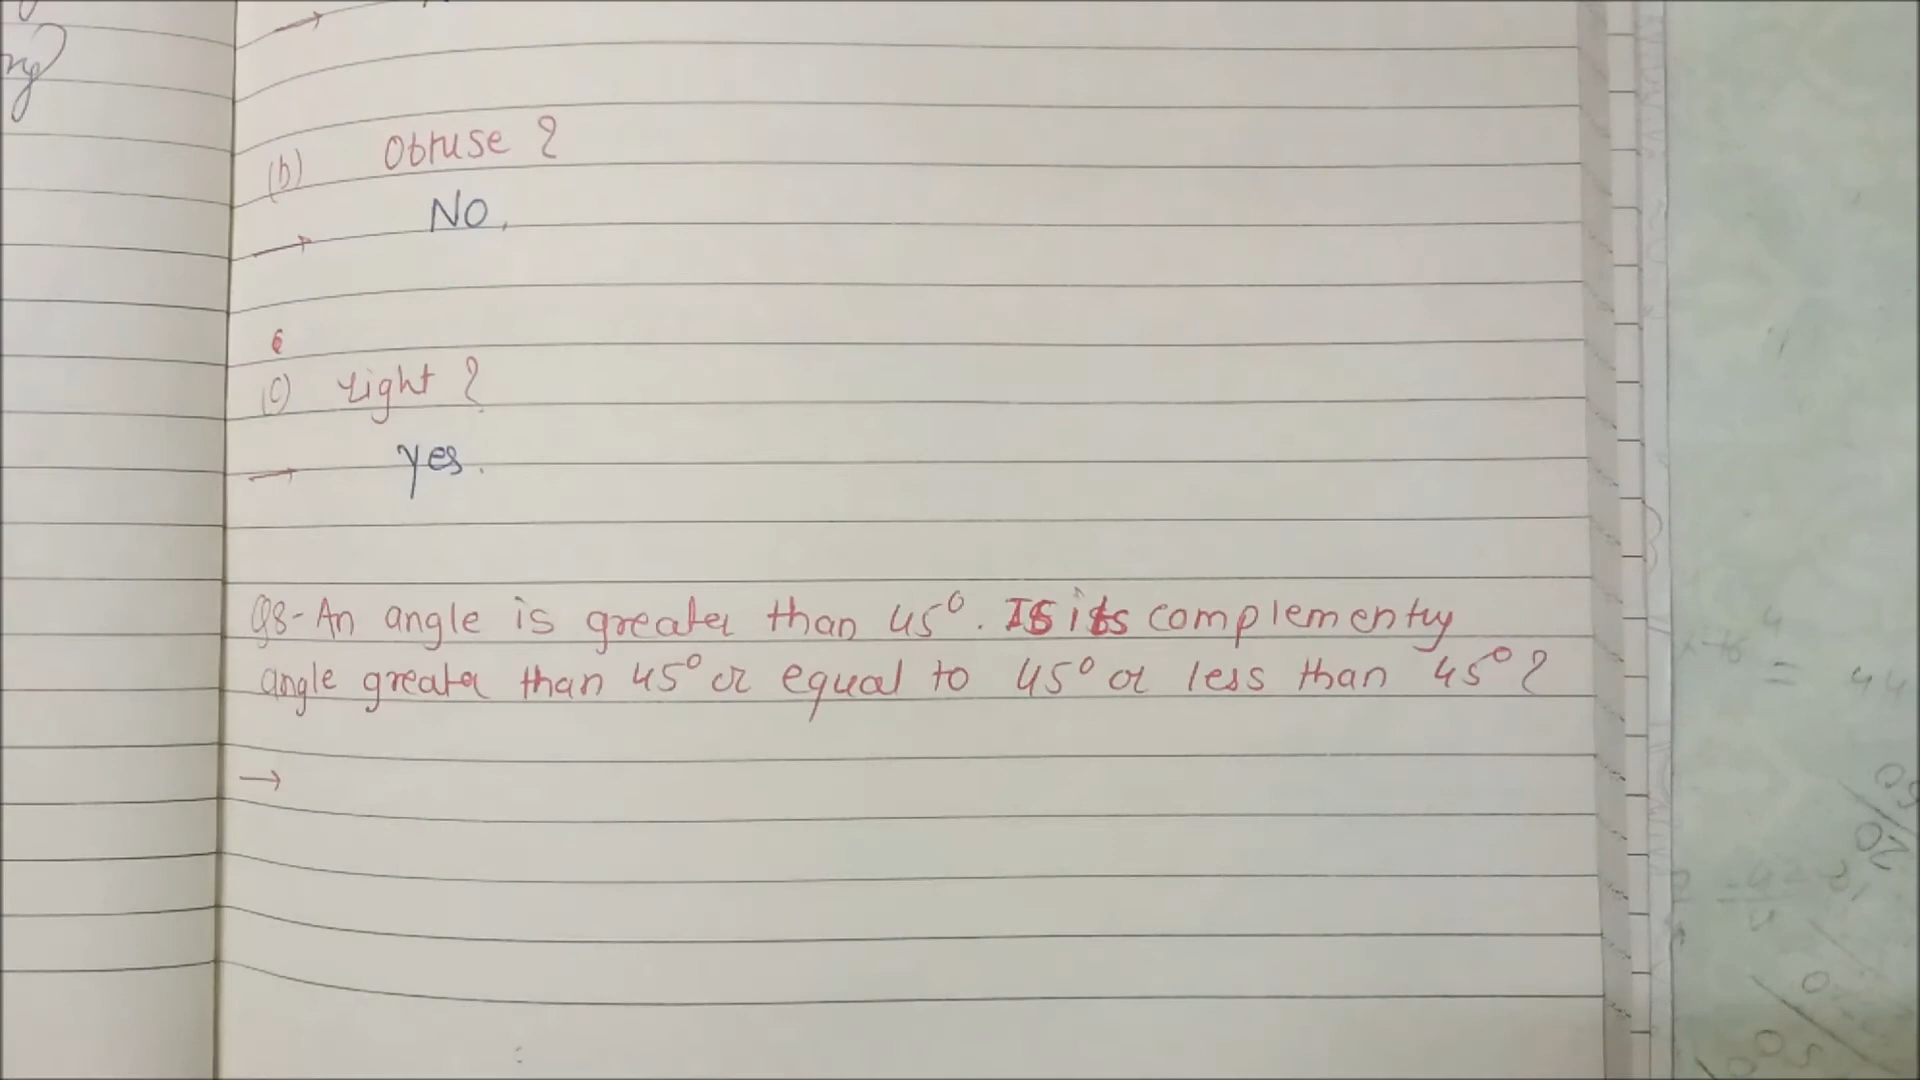 (b) Obtuse ?
→ No.
(c) right ?
→ Yes.
Q8- An angle is greater than 45°. Is its complementry
angle greater than 45° or equal to 45° or less than 45° ?
→